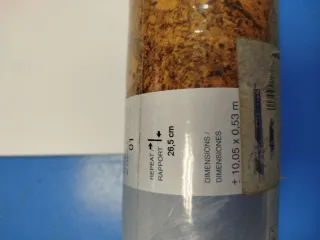 01
REPEAT
RAPPORT
26,5 cm
DIMENSIONS /
DIMENSIONES
± 10,05 x 0,53 m